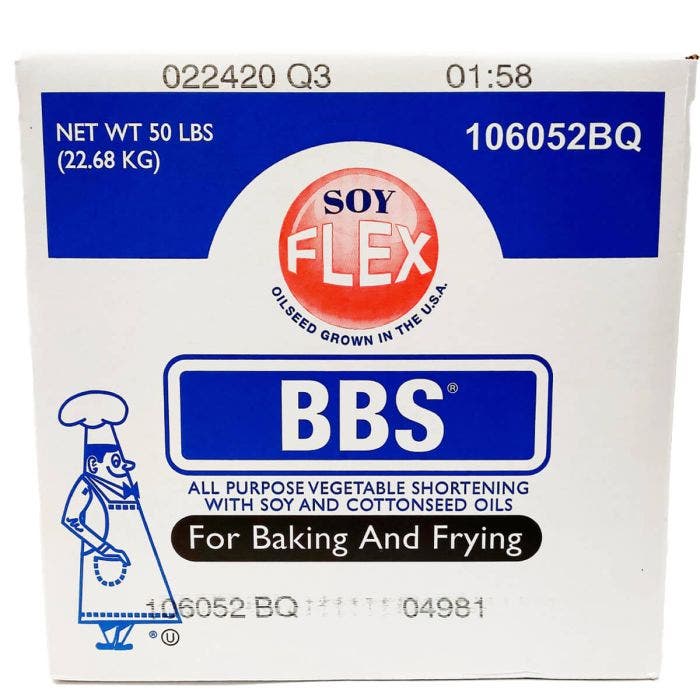 022420 Q3 01:58
NET WT 50 LBS
(22.68 KG)
106052BQ
SOY
FLEX
OILSEED GROWN IN THE U.S.A.
BBS®
ALL PURPOSE VEGETABLE SHORTENING
WITH SOY AND COTTONSEED OILS
For Baking And Frying
106052 BQ 04981
® U